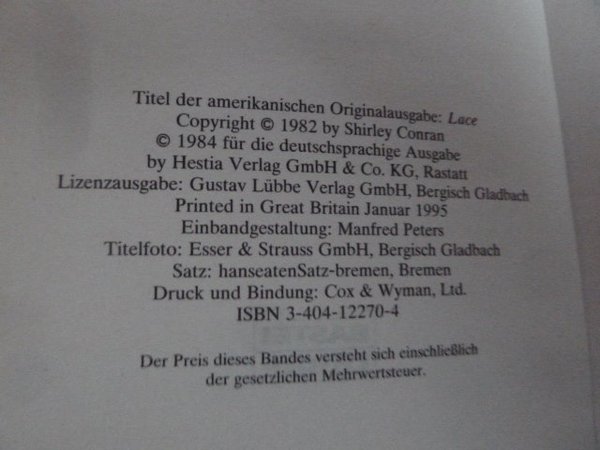 Titel der amerikanischen Originalausgabe: Lace
Copyright © 1982 by Shirley Conran
© 1984 für die deutschsprachige Ausgabe
by Hestia Verlag GmbH & Co. KG, Rastatt
Lizenzausgabe: Gustav Lübbe Verlag GmbH, Bergisch Gladbach
Printed in Great Britain Januar 1995
Einbandgestaltung: Manfred Peters
Titelfoto: Esser & Strauss GmbH, Bergisch Gladbach
Satz: hanseatenSatz-bremen, Bremen
Druck und Bindung: Cox & Wyman, Ltd.
ISBN 3-404-12270-4
Der Preis dieses Bandes versteht sich einschließlich
der gesetzlichen Mehrwertsteuer.